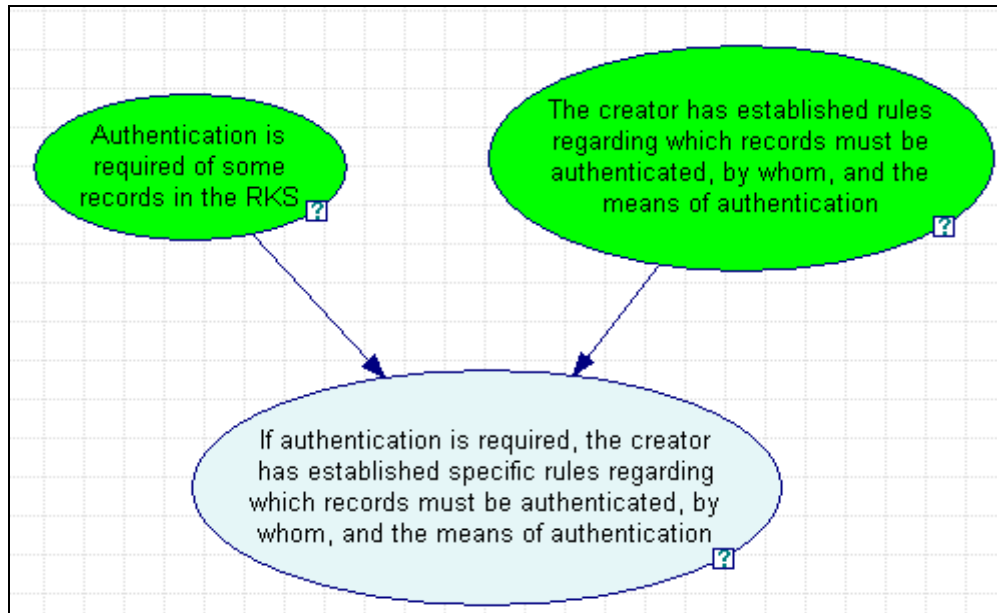 Authentication is
required of some
records in the RKS
?
The creator has established rules
regarding which records must be
authenticated, by whom, and the
means of authentication
?
If authentication is required, the creator
has established specific rules regarding
which records must be authenticated, by
whom, and the means of authentication
?